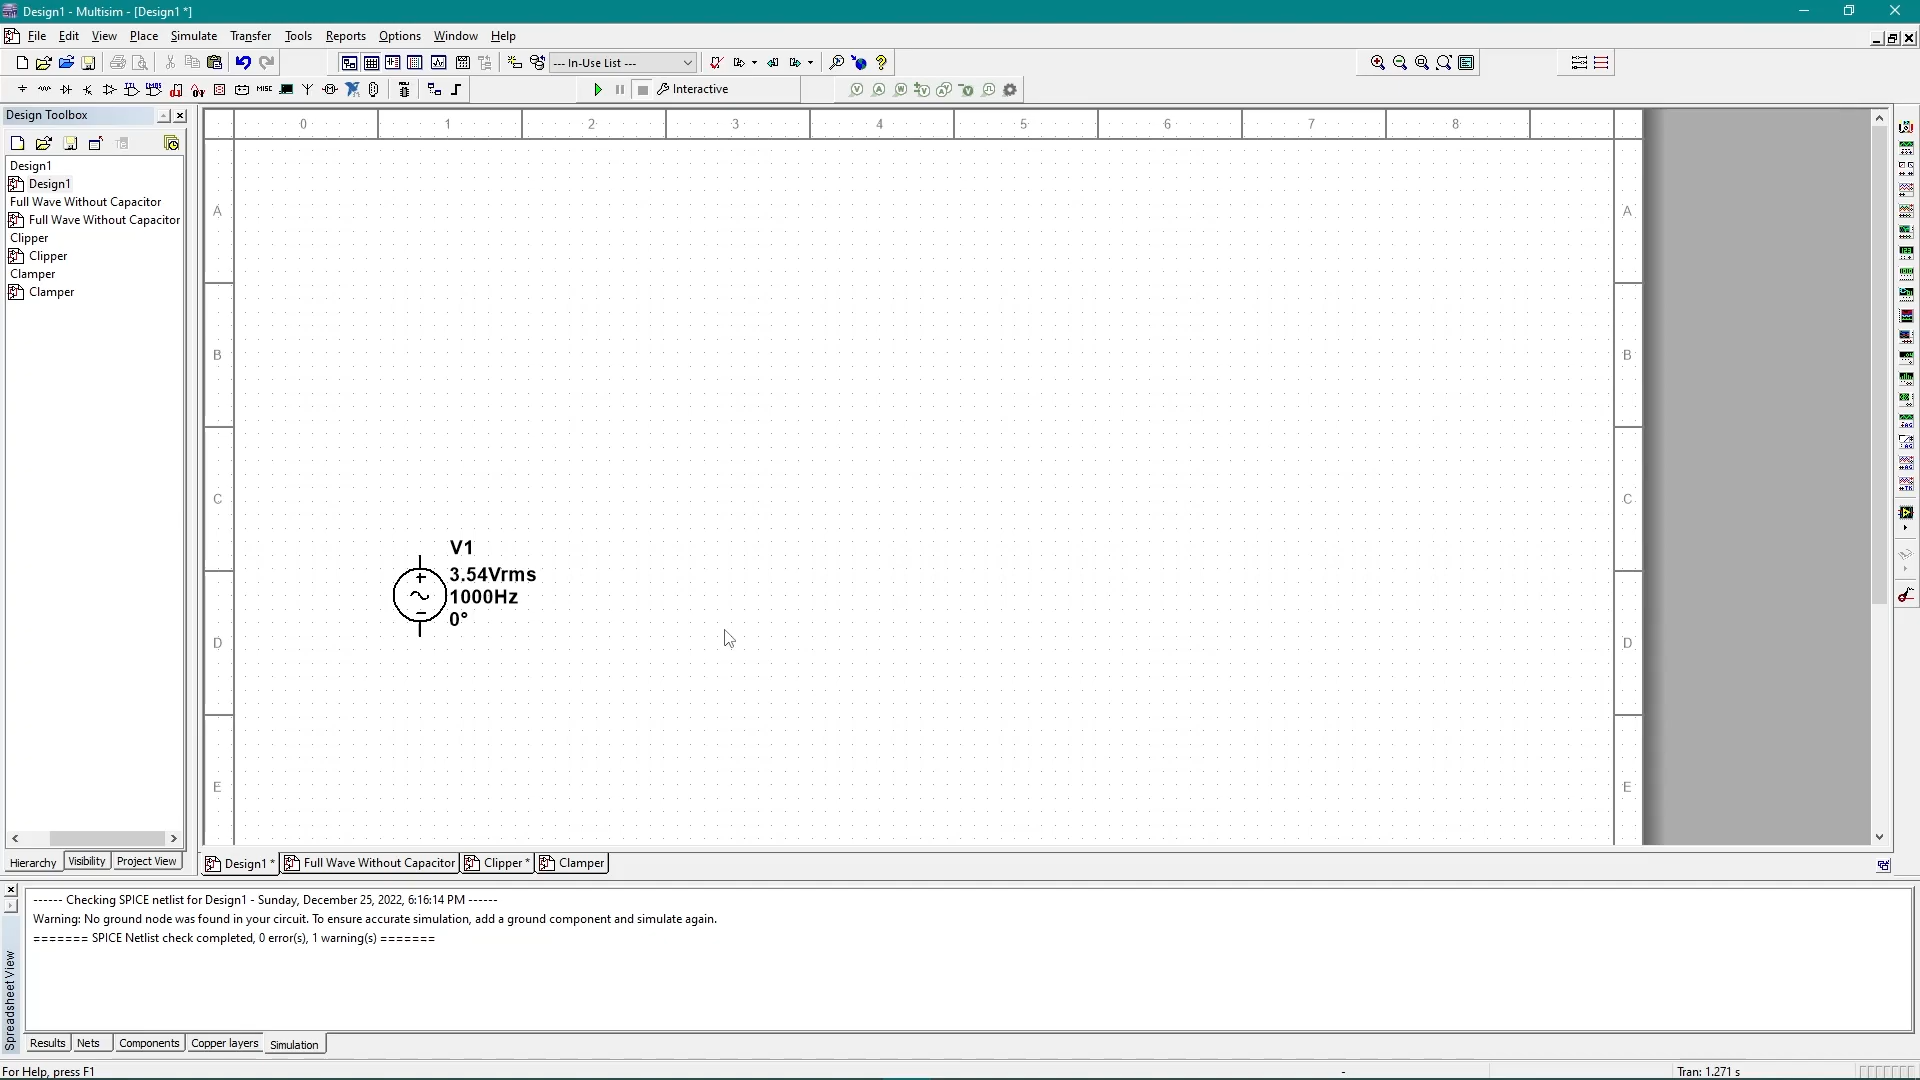 Design1 - Multisim - [Design1 *]
File Edit View Place Simulate Transfer Tools Reports Options Window Help
--- In-Use List ---
Interactive
Design Toolbox
0 1 2 3 4 5 6 7 8
Design1
Design1
Full Wave Without Capacitor
Full Wave Without Capacitor
Clipper
Clipper
Clamper
Clamper
A A
B B
C C
V1
3.54Vrms
1000Hz
0°
D D
E E
Hierarchy Visibility Project View
Design1 * Full Wave Without Capacitor Clipper * Clamper
------ Checking SPICE netlist for Design1 - Sunday, December 25, 2022, 6:16:14 PM ------
Warning: No ground node was found in your circuit. To ensure accurate simulation, add a ground component and simulate again.
======= SPICE Netlist check completed, 0 error(s), 1 warning(s) =======
Spreadsheet View
Results Nets Components Copper layers Simulation
For Help, press F1
- Tran: 1.271 s